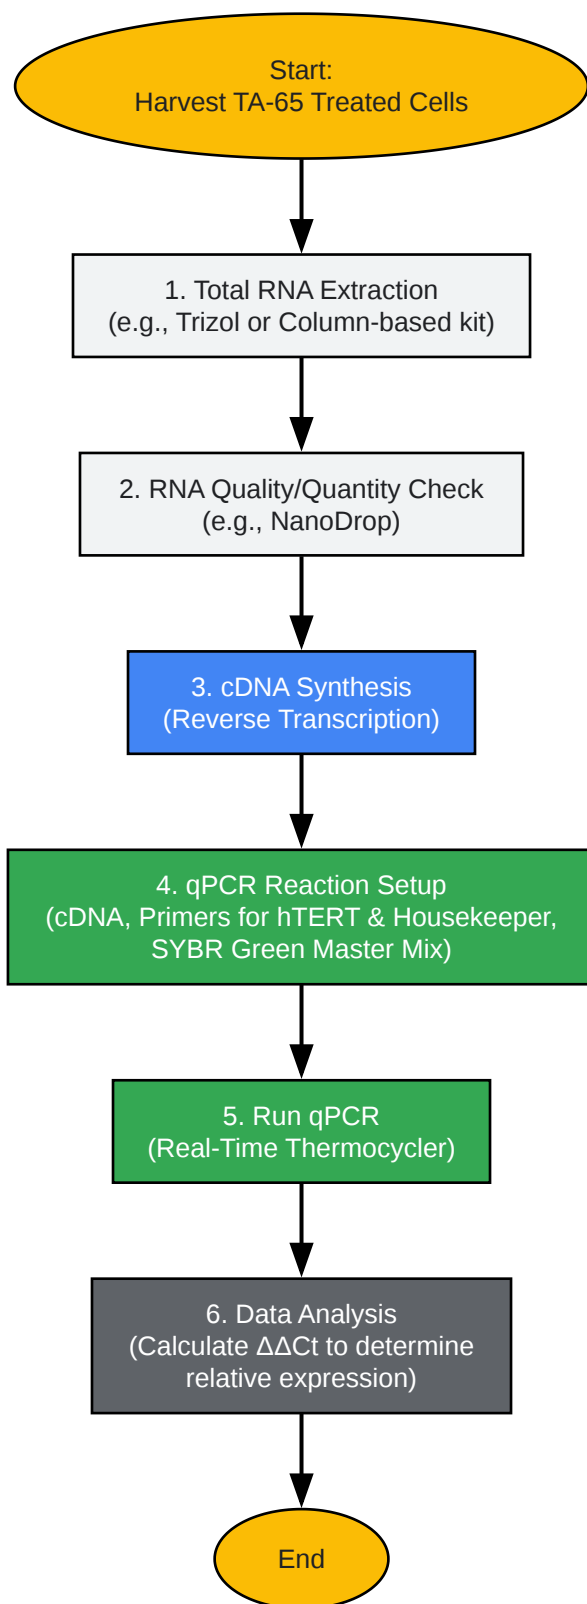 Start:
Harvest TA-65 Treated Cells
1. Total RNA Extraction
(e.g., Trizol or Column-based kit)
2. RNA Quality/Quantity Check
(e.g., NanoDrop)
3. cDNA Synthesis
(Reverse Transcription)
4. qPCR Reaction Setup
(cDNA, Primers for hTERT & Housekeeper,
SYBR Green Master Mix)
5. Run qPCR
(Real-Time Thermocycler)
6. Data Analysis
(Calculate ΔΔCt to determine
relative expression)
End